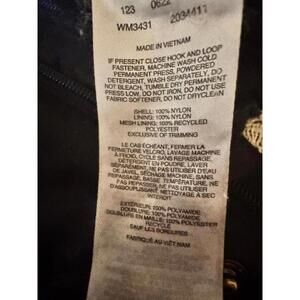 123 0622
WM3431 2034411
MADE IN VIETNAM
IF PRESENT CLOSE HOOK AND LOOP
FASTENER, MACHINE WASH COLD
PERMANENT PRESS, POWDERED
DETERGENT, WASH SEPARATELY, DO
NOT BLEACH, TUMBLE DRY PERMANENT
PRESS LOW, DO NOT IRON, DO NOT USE
FABRIC SOFTENER, DO NOT DRYCLEAN
SHELL: 100% NYLON
LINING: 100% NYLON
MESH LINING: 100% RECYCLED
POLYESTER
EXCLUSIVE OF TRIMMING
LE CAS ÉCHÉANT, FERMER LA
FERMETURE VELCRO, LAVAGE MACHINE
À FROID, CYCLE SANS REPASSAGE,
DÉTERGENT EN POUDRE, LAVER
SÉPARÉMENT, NE PAS UTILISER D'EAU
DE JAVEL, SÉCHAGE MACHINE, SANS
REPASSAGE, BASSE TEMPÉRATURE, NE
PAS REPASSER, NE PAS UTILISER
D'ASSOUPLISSANT, NETTOYAGE À SEC
INTERDIT
EXTÉRIEUR: 100% POLYAMIDE
DOUBLURE: 100% POLYAMIDE
DOUBLURE EN MAILLE: 100% POLYESTER
RECYCLÉ
SAUF LES BORDURES
FABRIQUÉ AU VIÊT NAM